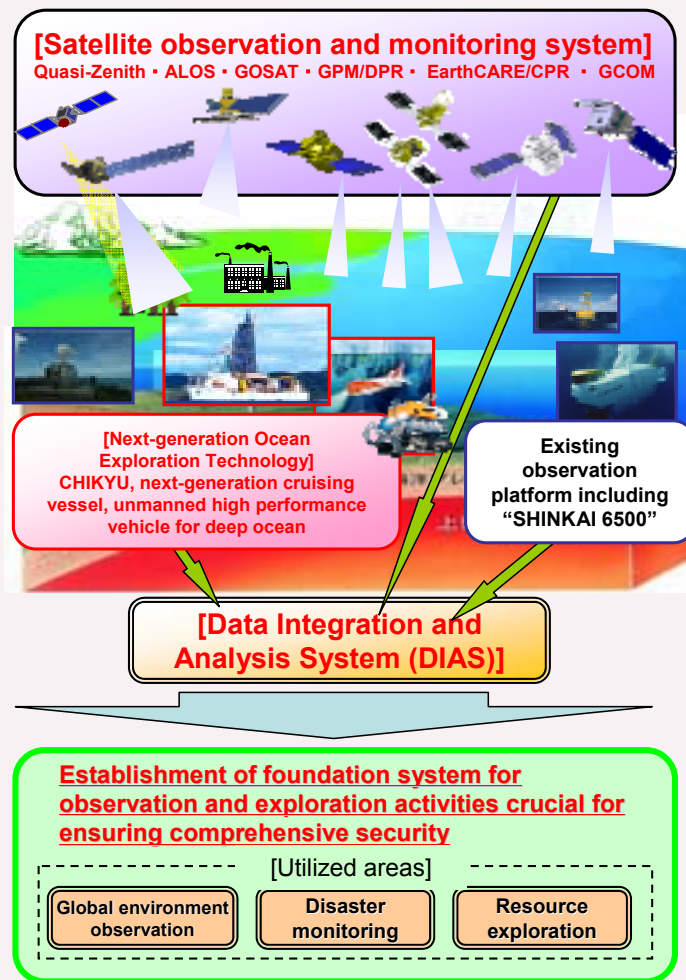 [Satellite observation and monitoring system]
Quasi-Zenith・ALOS・GOSAT・GPM/DPR・EarthCARE/CPR・GCOM
[Next-generation Ocean
Exploration Technology]
CHIKYU, next-generation cruising
vessel, unmanned high performance
vehicle for deep ocean
Existing
observation
platform including
“SHINKAI 6500”
[Data Integration and
Analysis System (DIAS)]
Establishment of foundation system for
observation and exploration activities crucial for
ensuring comprehensive security
[Utilized areas]
Global environment
observation
Disaster
monitoring
Resource
exploration